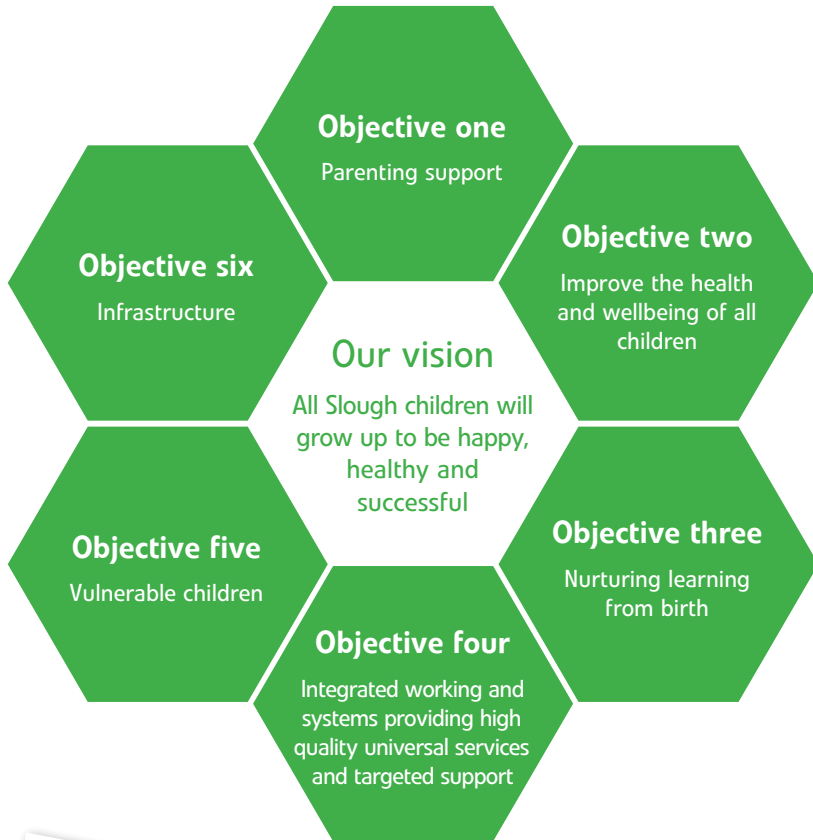 Objective one
Parenting support
Objective two
Improve the health
and wellbeing of all
children
Objective three
Nurturing learning
from birth
Objective four
Integrated working and
systems providing high
quality universal services
and targeted support
Objective five
Vulnerable children
Objective six
Infrastructure
Our vision
All Slough children will
grow up to be happy,
healthy and
successful